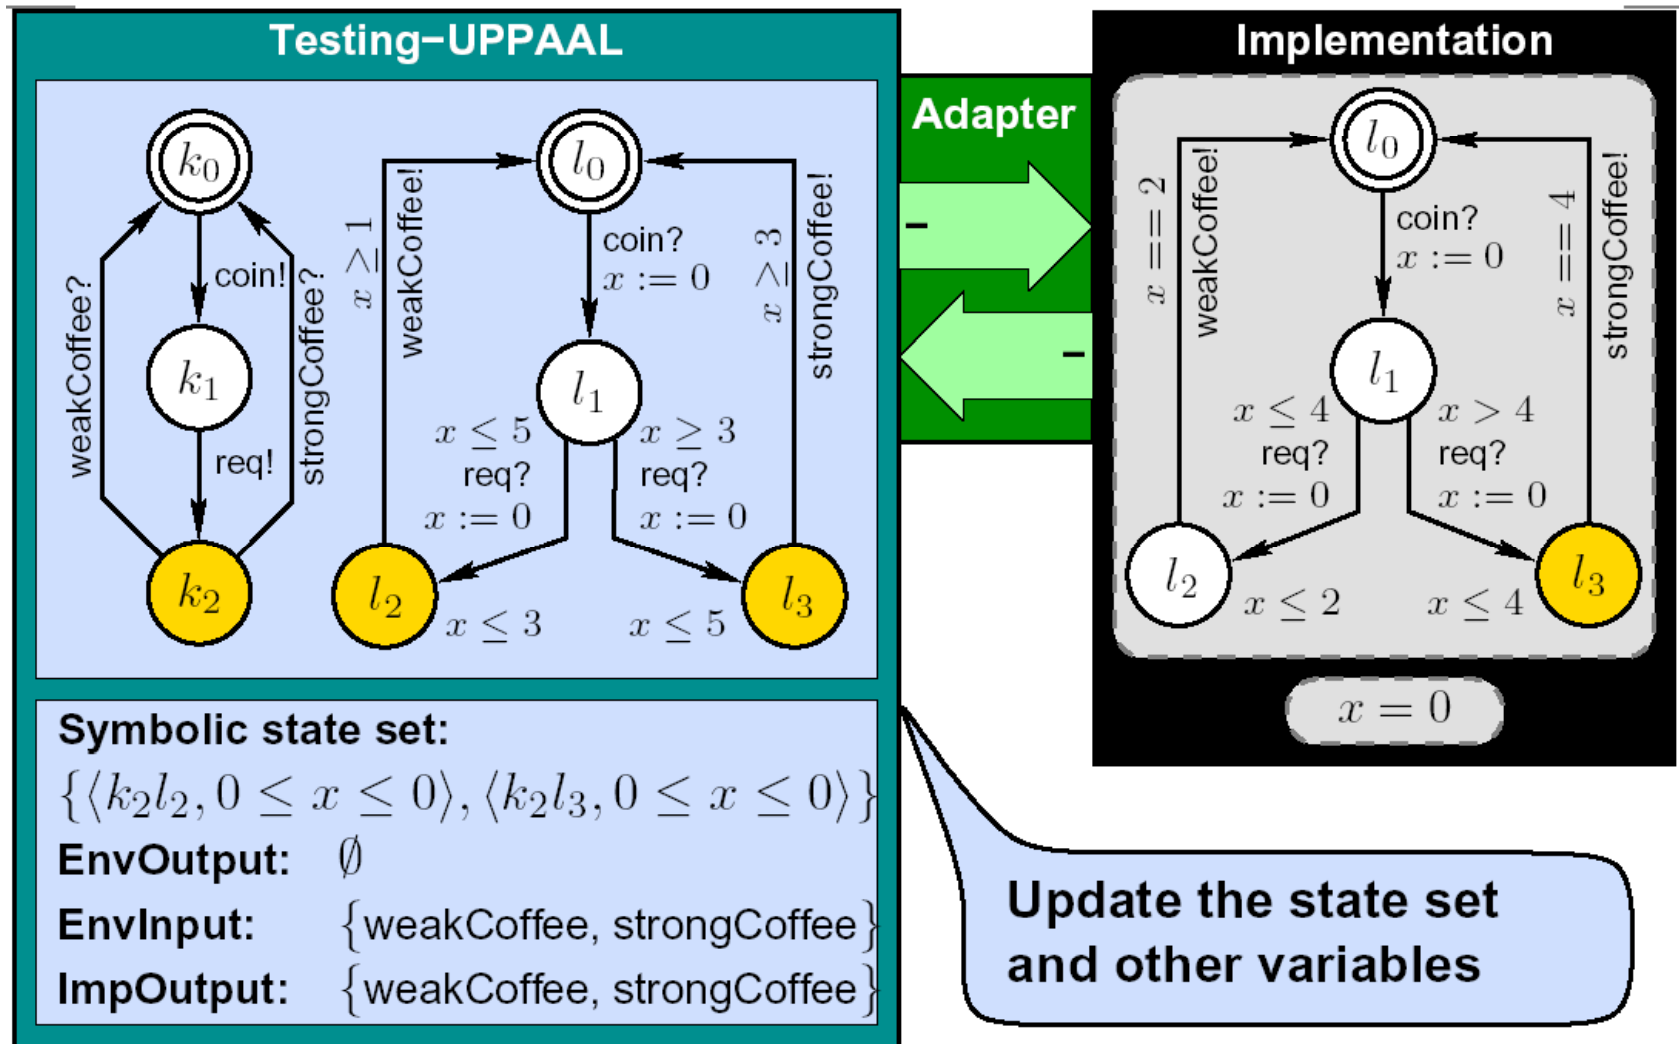 Testing–UPPAAL
k₀
coin!
k₁
req!
k₂
weakCoffee?
strongCoffee?
l₀
coin?
x := 0
l₁
x ≤ 5
req?
x := 0
x ≥ 3
req?
x := 0
l₂
x ≤ 3
l₃
x ≤ 5
x ≥ 1
weakCoffee!
x ≥ 3
strongCoffee!
Symbolic state set:
{⟨k₂l₂, 0 ≤ x ≤ 0⟩, ⟨k₂l₃, 0 ≤ x ≤ 0⟩}
EnvOutput: ∅
EnvInput: {weakCoffee, strongCoffee}
ImpOutput: {weakCoffee, strongCoffee}
Adapter
–
–
Implementation
l₀
coin?
x := 0
l₁
x ≤ 4
req?
x := 0
x > 4
req?
x := 0
l₂
x ≤ 2
l₃
x ≤ 4
x == 2
weakCoffee!
x == 4
strongCoffee!
x = 0
Update the state set
and other variables